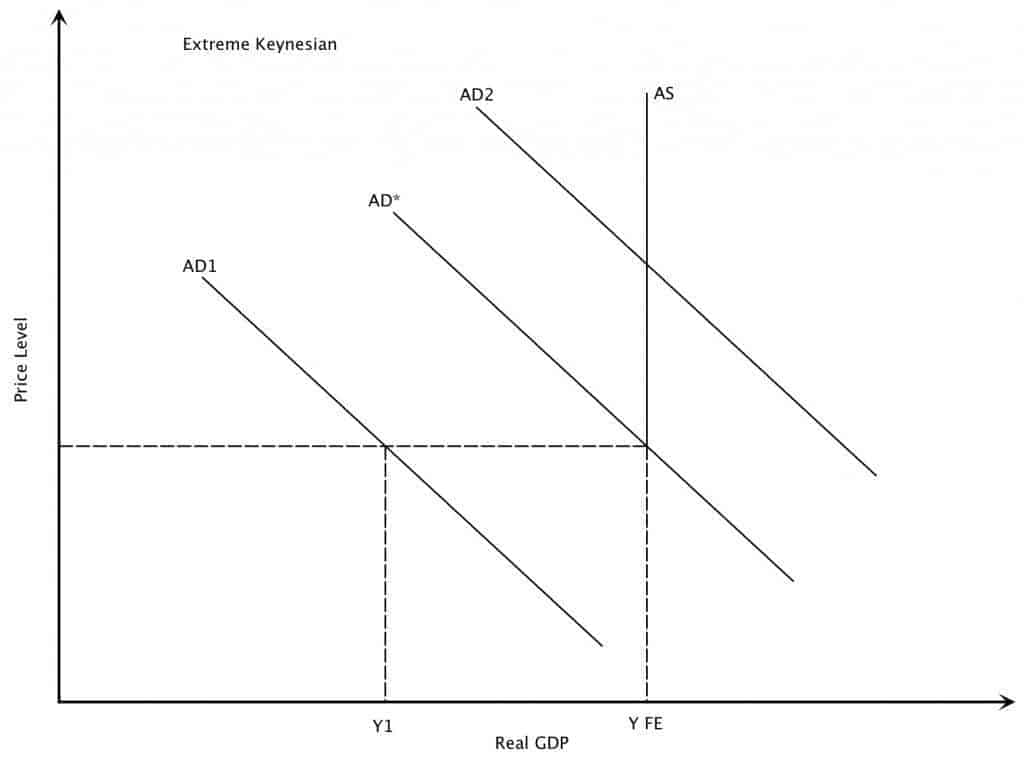 Extreme Keynesian
AD2
AS
AD*
AD1
Price Level
Y1
Y FE
Real GDP